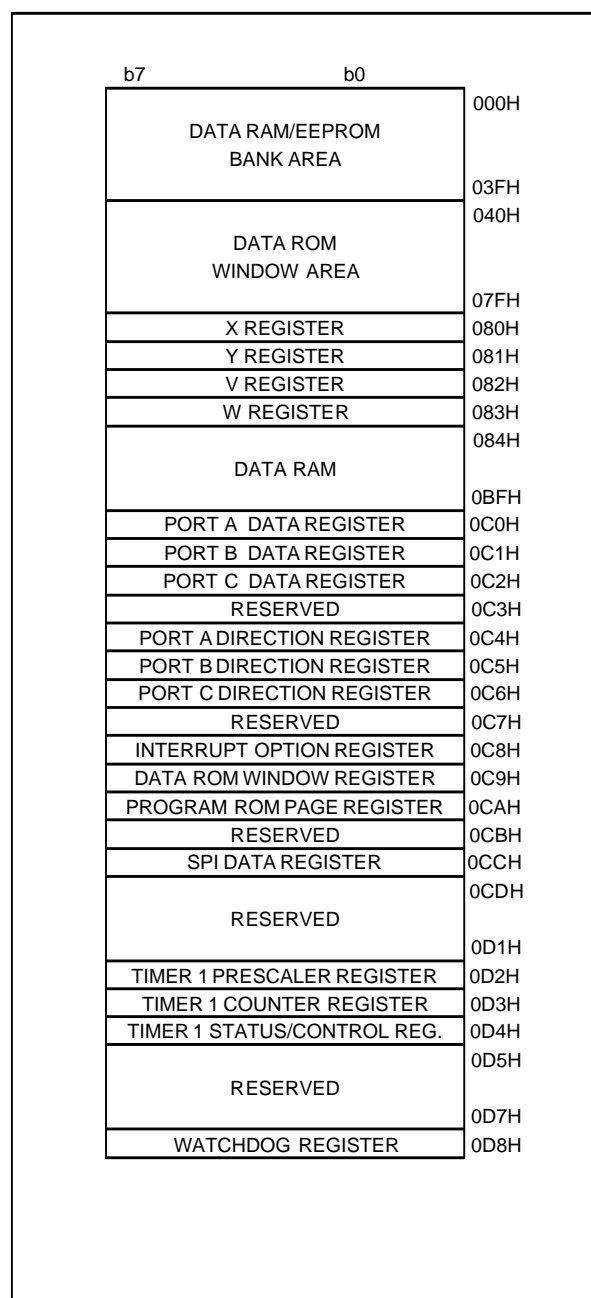 b7 b0
000H
DATA RAM/EEPROM
BANK AREA
03FH
040H
DATA ROM
WINDOW AREA
07FH
X REGISTER 080H
Y REGISTER 081H
V REGISTER 082H
W REGISTER 083H
084H
DATA RAM
0BFH
PORT A DATA REGISTER 0C0H
PORT B DATA REGISTER 0C1H
PORT C DATA REGISTER 0C2H
RESERVED 0C3H
PORT A DIRECTION REGISTER 0C4H
PORT B DIRECTION REGISTER 0C5H
PORT C DIRECTION REGISTER 0C6H
RESERVED 0C7H
INTERRUPT OPTION REGISTER 0C8H
DATA ROM WINDOW REGISTER 0C9H
PROGRAM ROM PAGE REGISTER 0CAH
RESERVED 0CBH
SPI DATA REGISTER 0CCH
0CDH
RESERVED
0D1H
TIMER 1 PRESCALER REGISTER 0D2H
TIMER 1 COUNTER REGISTER 0D3H
TIMER 1 STATUS/CONTROL REG. 0D4H
0D5H
RESERVED
0D7H
WATCHDOG REGISTER 0D8H